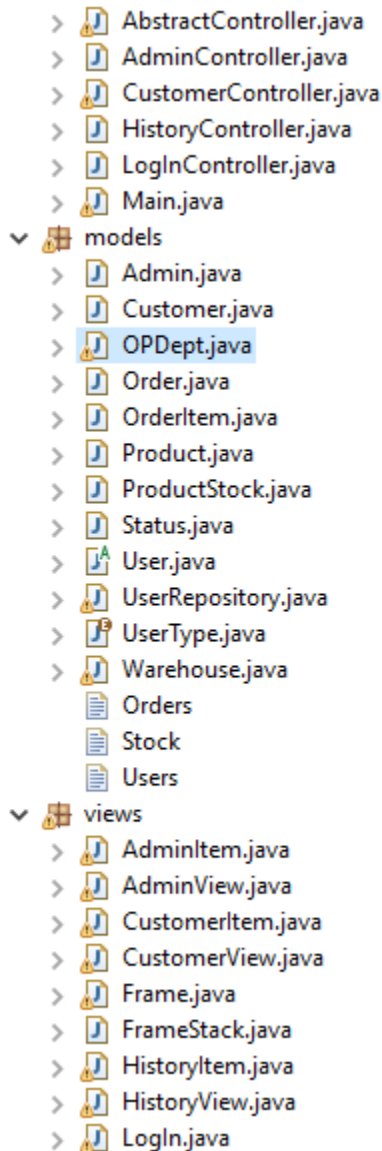 AbstractController.java
AdminController.java
CustomerController.java
HistoryController.java
LogInController.java
Main.java
models
Admin.java
Customer.java
OPDept.java
Order.java
OrderItem.java
Product.java
ProductStock.java
Status.java
User.java
UserRepository.java
UserType.java
Warehouse.java
Orders
Stock
Users
views
AdminItem.java
AdminView.java
CustomerItem.java
CustomerView.java
Frame.java
FrameStack.java
HistoryItem.java
HistoryView.java
LogIn.java